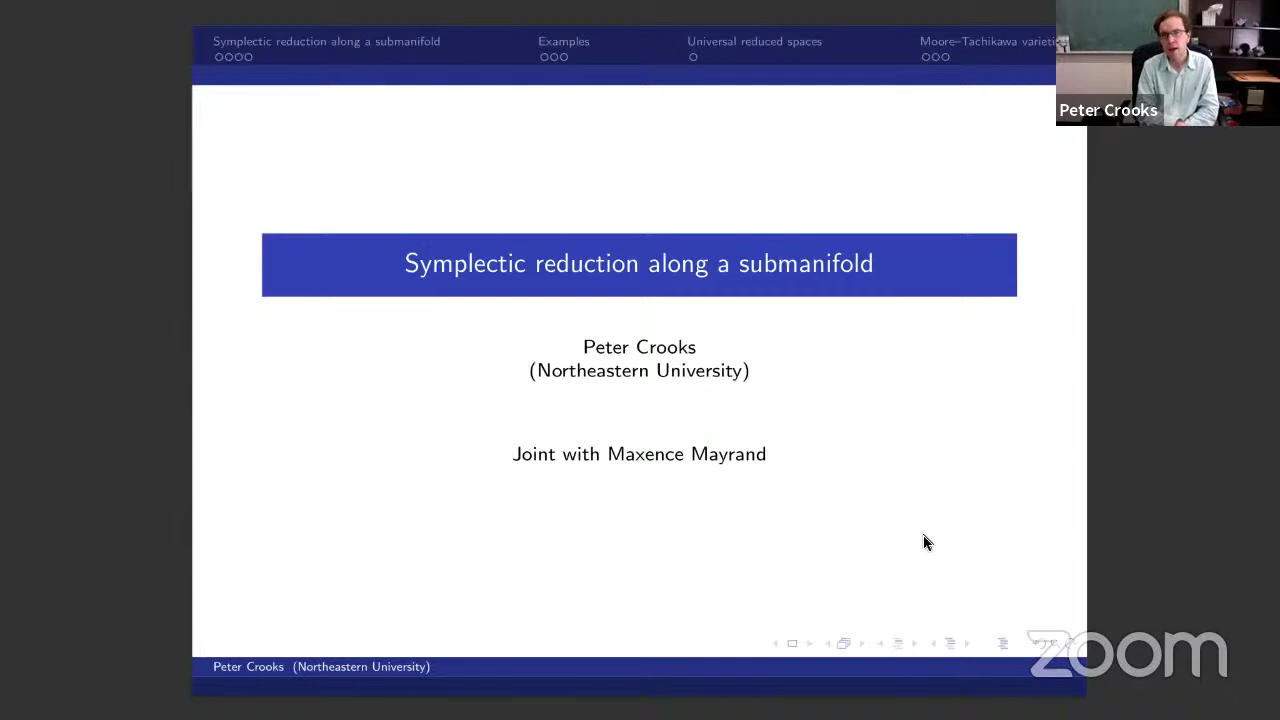 Symplectic reduction along a submanifold Examples Universal reduced spaces Moore–Tachikawa varieti
Peter Crooks
Symplectic reduction along a submanifold
Peter Crooks
(Northeastern University)
Joint with Maxence Mayrand
Peter Crooks (Northeastern University)
zoom